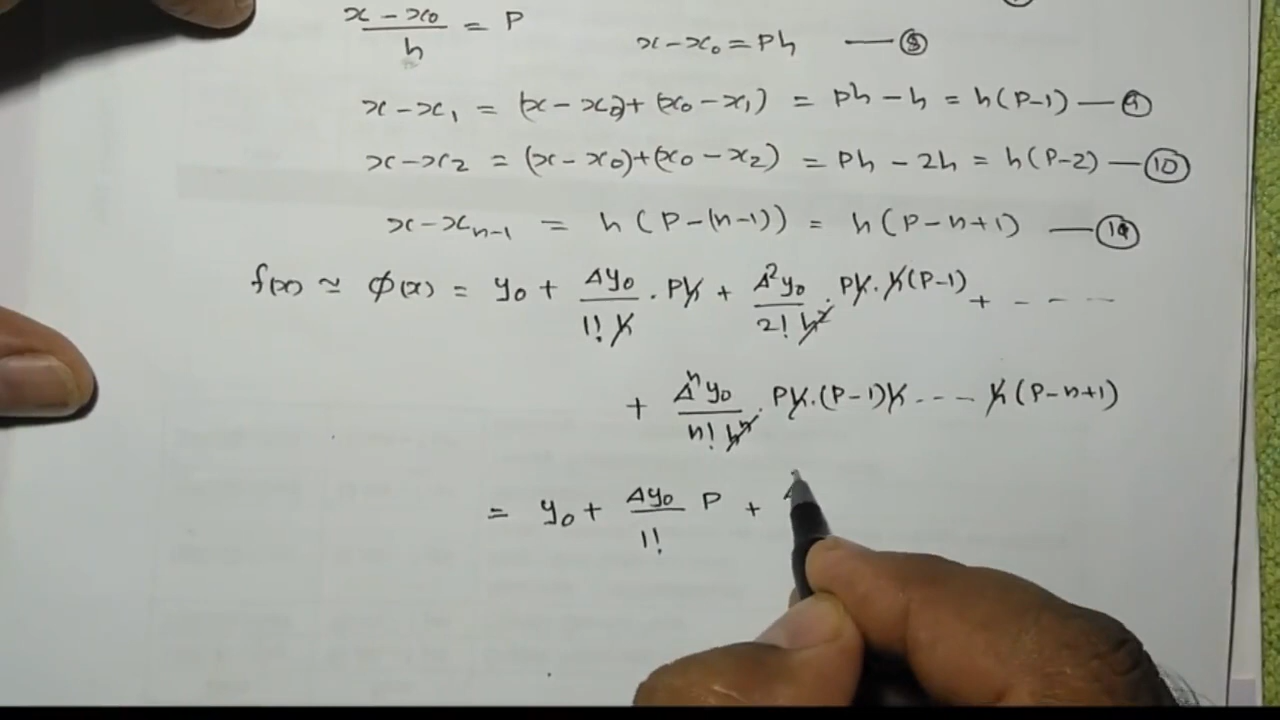 (x - x₀)/h = P
x - x₀ = Ph —— ⑧
x - x₁ = (x - x₀) + (x₀ - x₁) = Ph - h = h(P-1) — ⑨
x - x₂ = (x - x₀) + (x₀ - x₂) = Ph - 2h = h(P-2) — ⑩
x - xₙ₋₁ = h(P-(n-1)) = h(P-n+1) —
f(x) ≃ φ(x) = y₀ + Δy₀/(1! h) . Ph + Δ²y₀/(2! h²) . Ph . h(P-1) + - - - -
+ Δⁿy₀/(n! hⁿ) . Ph . (P-1)h . - - - h(P-n+1)
= y₀ + Δy₀/1! P +